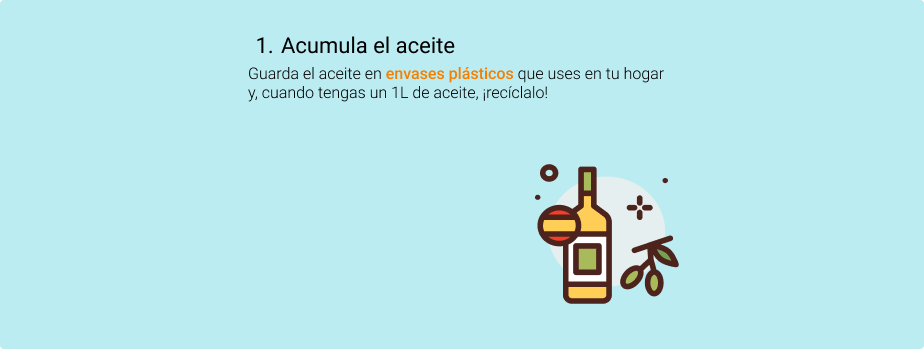 1. Acumula el aceite
Guarda el aceite en envases plásticos que uses en tu hogar
y, cuando tengas un 1L de aceite, ¡recíclalo!